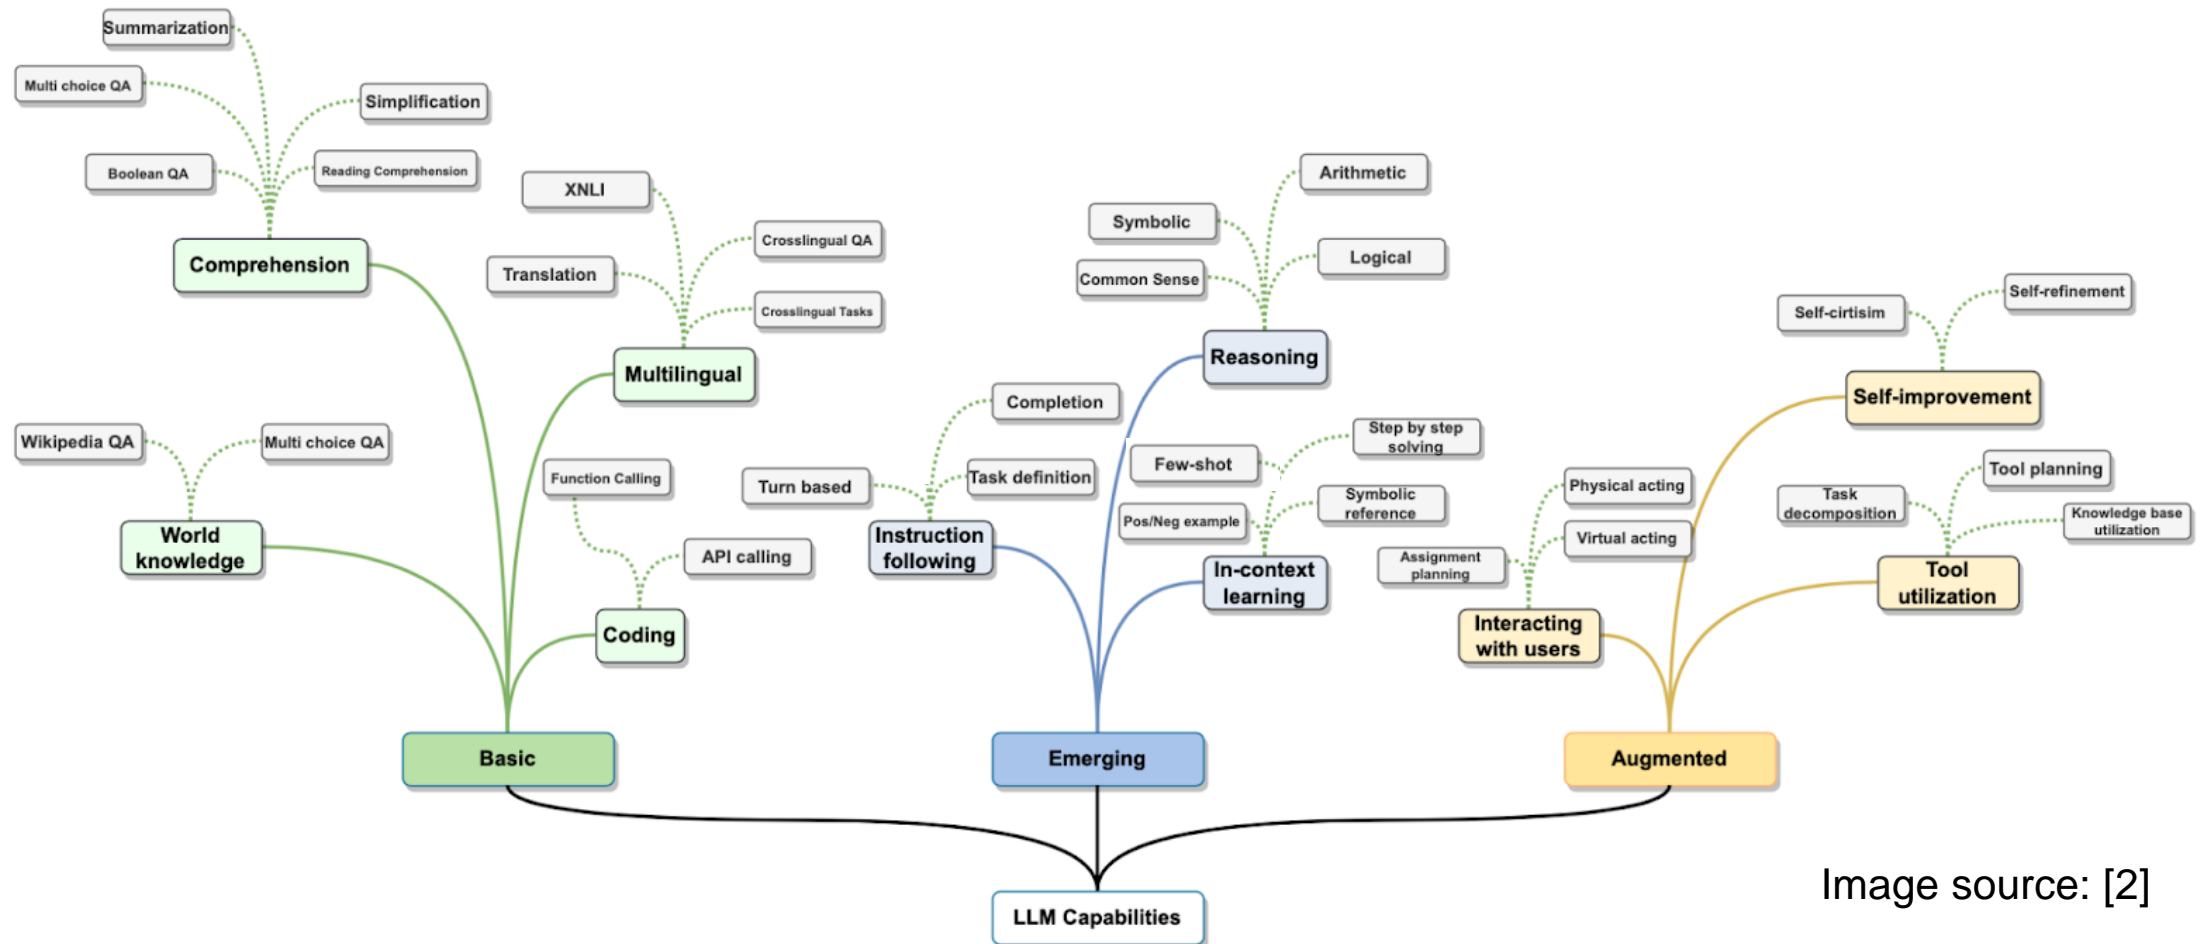 Summarization
Multi choice QA
Simplification
Boolean QA
Reading Comprehension
Comprehension
XNLI
Crosslingual QA
Translation
Crosslingual Tasks
Multilingual
Wikipedia QA
Multi choice QA
World
knowledge
Function Calling
API calling
Coding
Arithmetic
Symbolic
Logical
Common Sense
Reasoning
Completion
Turn based
Task definition
Instruction
following
Step by step
solving
Few-shot
Symbolic
reference
Pos/Neg example
In-context
learning
Self-refinement
Self-cirtisim
Self-improvement
Physical acting
Virtual acting
Assignment
planning
Interacting
with users
Tool planning
Task
decomposition
Knowledge base
utilization
Tool
utilization
Basic
Emerging
Augmented
LLM Capabilities
Image source: [2]